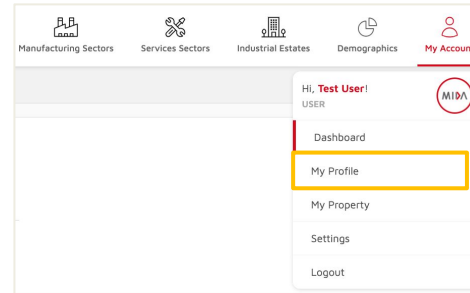 Manufacturing Sectors
Services Sectors
Industrial Estates
Demographics
My Accoun
Hi, Test User!
USER
MIDA
Dashboard
My Profile
My Property
Settings
Logout